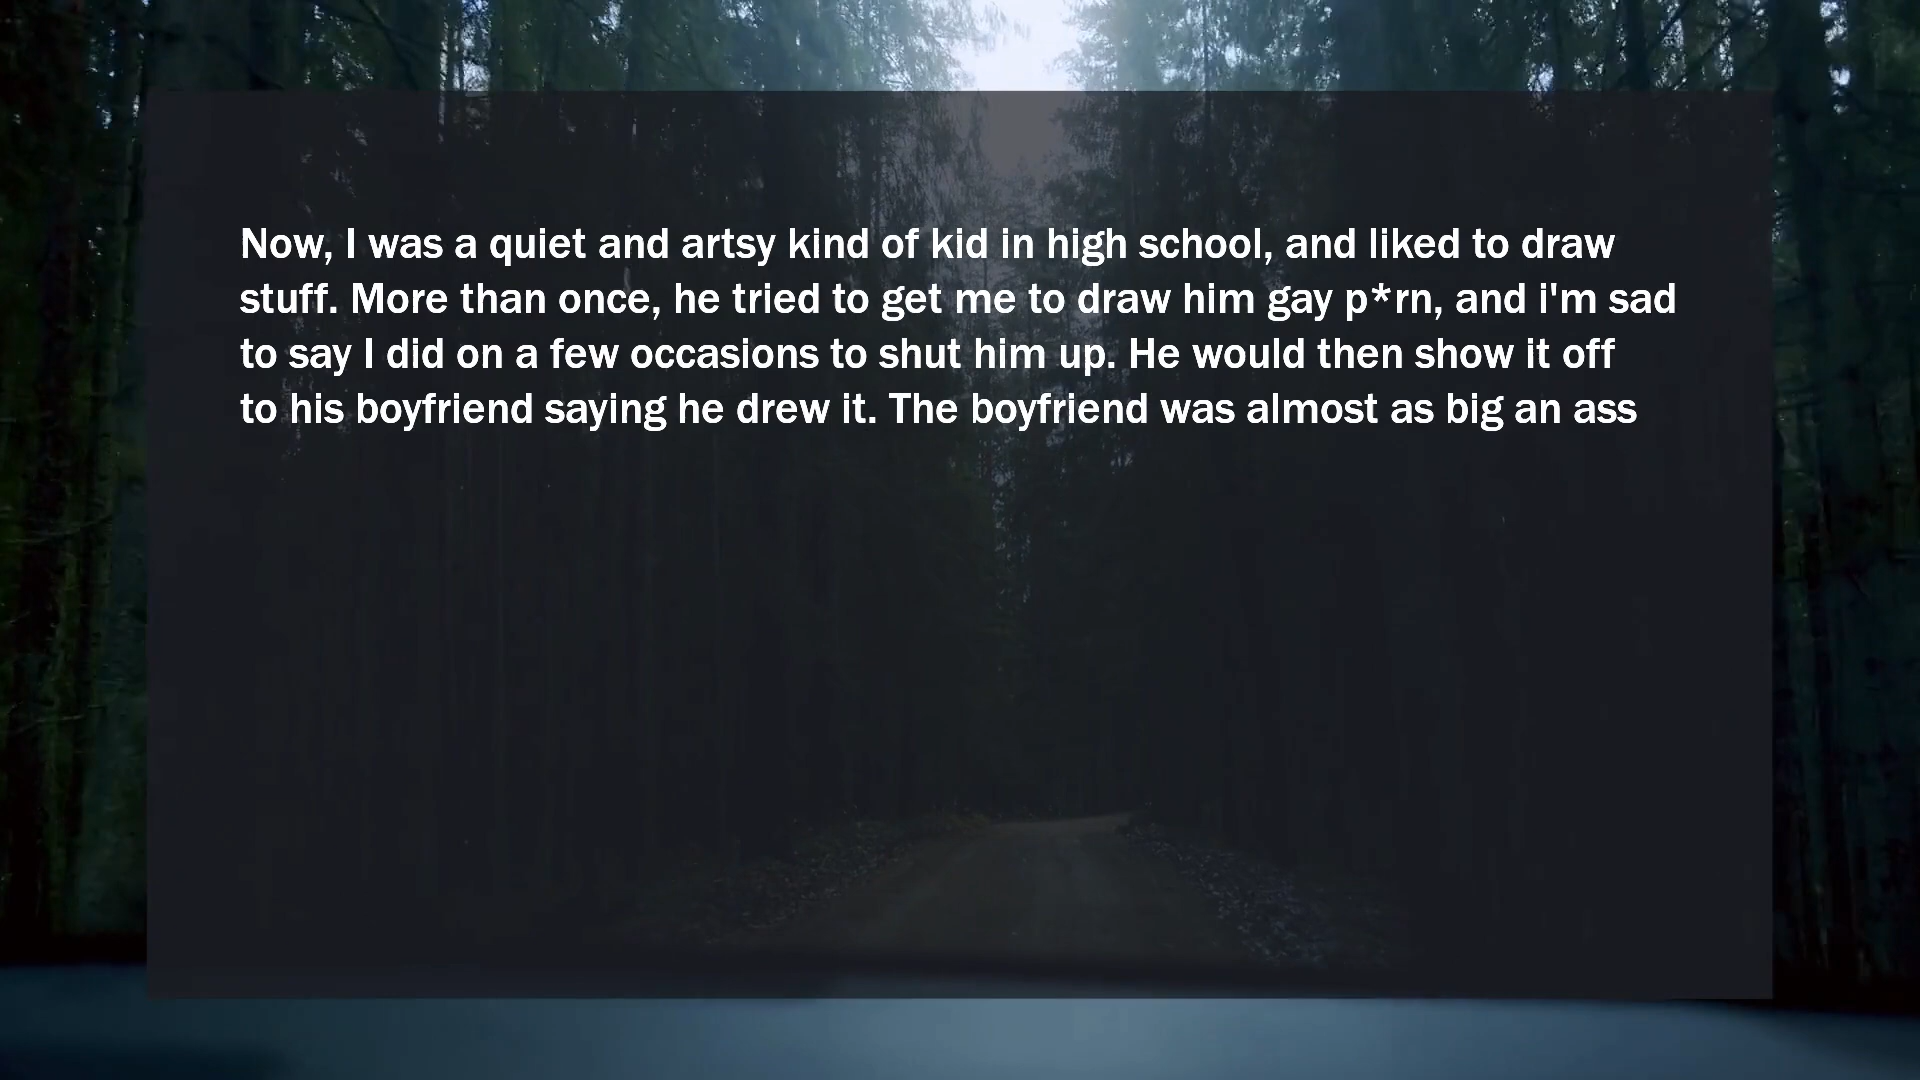 Now, I was a quiet and artsy kind of kid in high school, and liked to draw
stuff. More than once, he tried to get me to draw him gay p*rn, and i'm sad
to say I did on a few occasions to shut him up. He would then show it off
to his boyfriend saying he drew it. The boyfriend was almost as big an ass